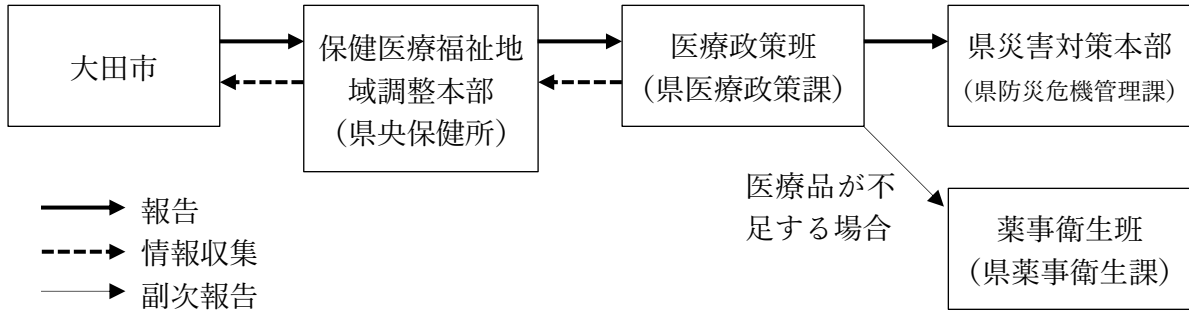 大田市
保健医療福祉地
域調整本部
（県央保健所）
医療政策班
（県医療政策課）
県災害対策本部
（県防災危機管理課）
医療品が不
足する場合
薬事衛生班
（県薬事衛生課）
報告
情報収集
副次報告